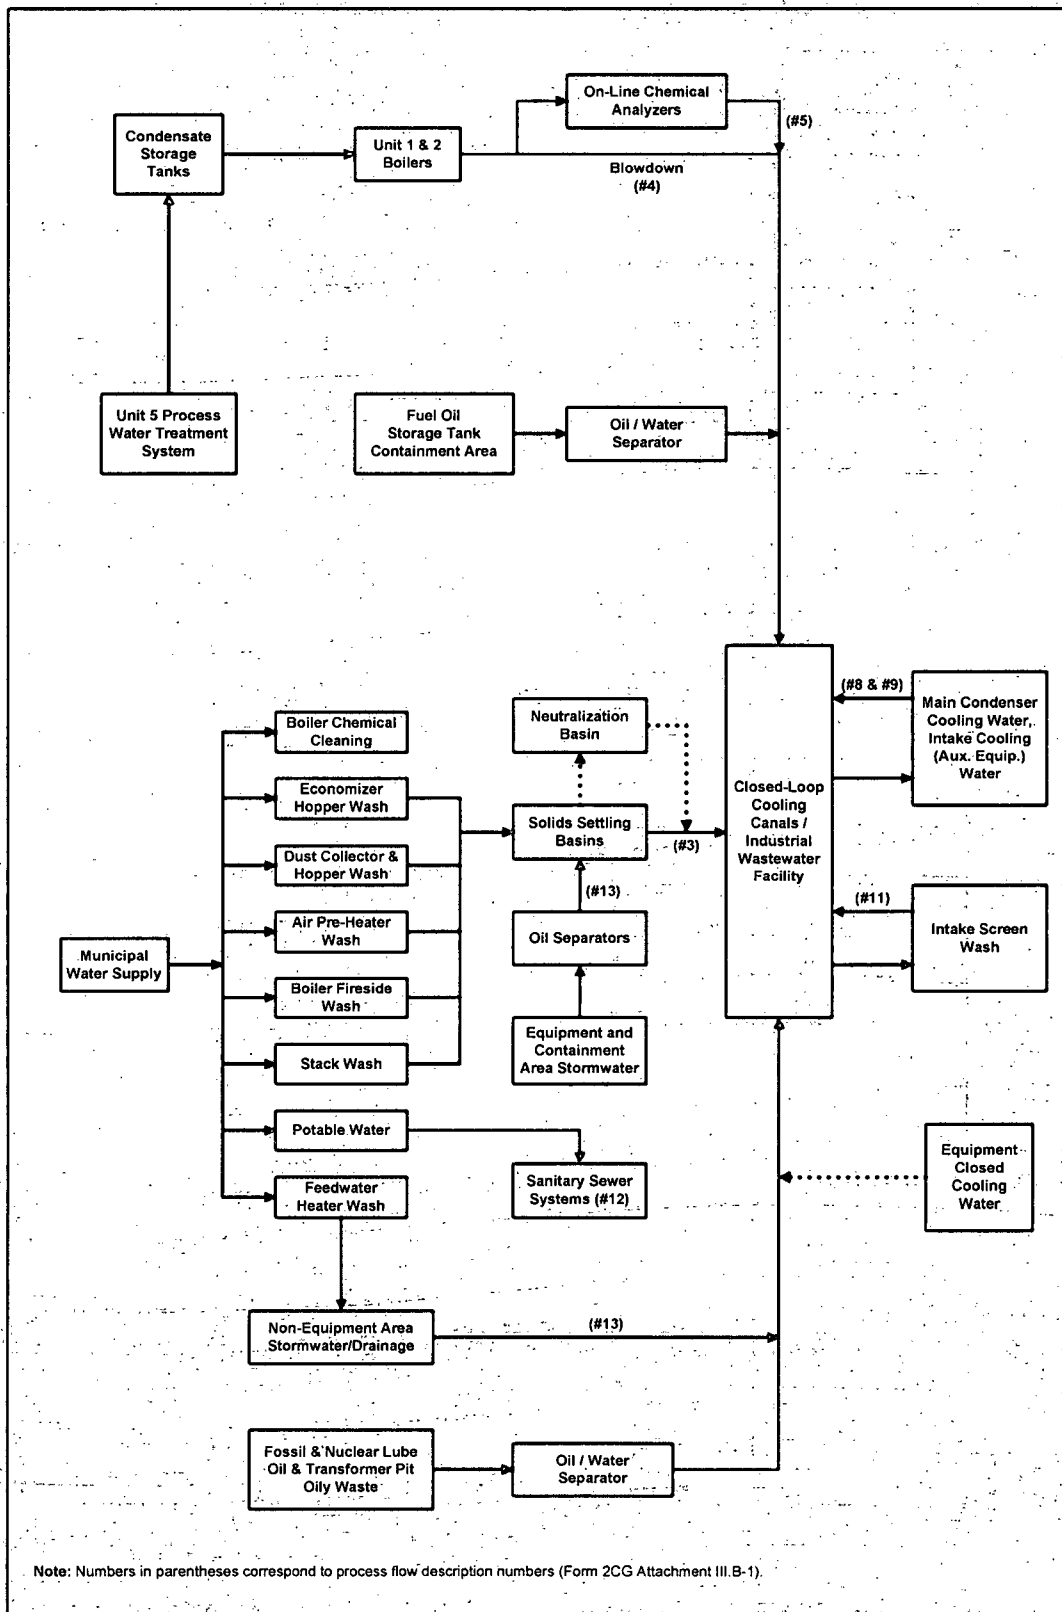 On-Line Chemical
Analyzers
(#5)
Condensate
Storage
Tanks
Unit 1 & 2
Boilers
Blowdown
(#4)
Unit 5 Process
Water Treatment
System
Fuel Oil
Storage Tank
Containment Area
Oil / Water
Separator
(#8 & #9)
Main Condenser
Cooling Water,
Intake Cooling
(Aux. Equip.)
Water
Boiler Chemical
Cleaning
Neutralization
Basin
Economizer
Hopper Wash
Closed-Loop
Cooling
Canals /
Industrial
Wastewater
Facility
Solids Settling
Basins
(#3)
Dust Collector &
Hopper Wash
(#13)
(#11)
Air Pre-Heater
Wash
Oil Separators
Intake Screen
Wash
Municipal
Water Supply
Boiler Fireside
Wash
Equipment and
Containment
Area Stormwater
Stack Wash
Potable Water
Equipment
Closed
Cooling
Water
Feedwater
Heater Wash
Sanitary Sewer
Systems (#12)
Non-Equipment Area
Stormwater/Drainage
(#13)
Fossil & Nuclear Lube
Oil & Transformer Pit
Oily Waste
Oil / Water
Separator
Note: Numbers in parentheses correspond to process flow description numbers (Form 2CG Attachment III.B-1).